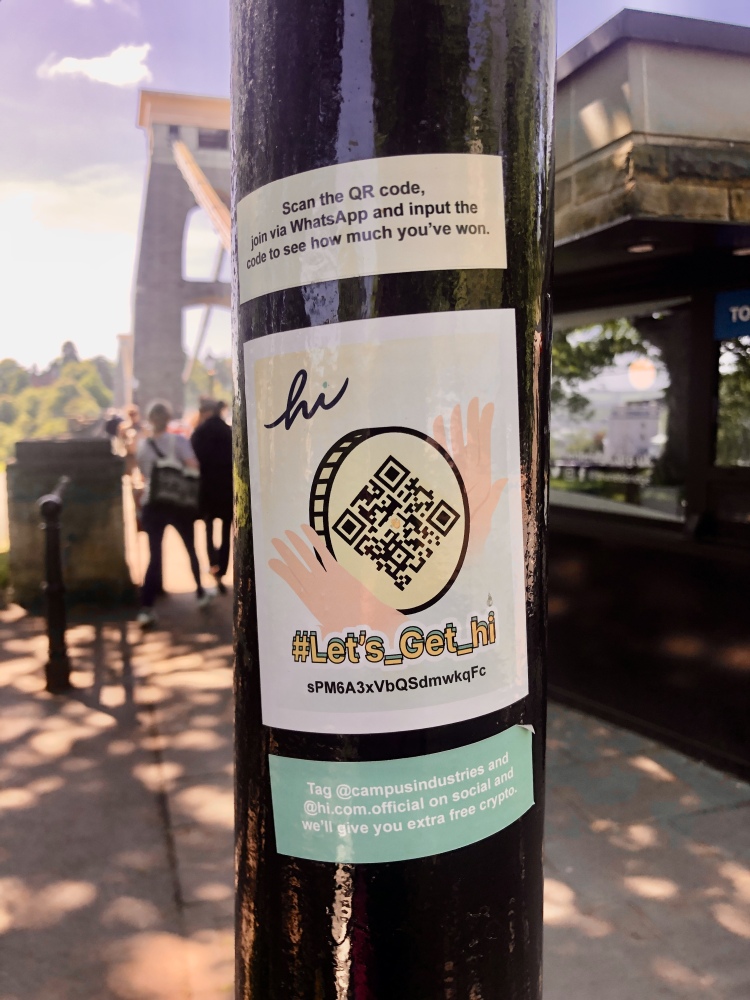 Scan the QR code,
join via WhatsApp and input the
code to see how much you've won.
hi
#Let's_Get_hi
sPM6A3xVbQSdmwkqFc
Tag @campusindustries and
@hi.com.official on social and
we'll give you extra free crypto.
TO